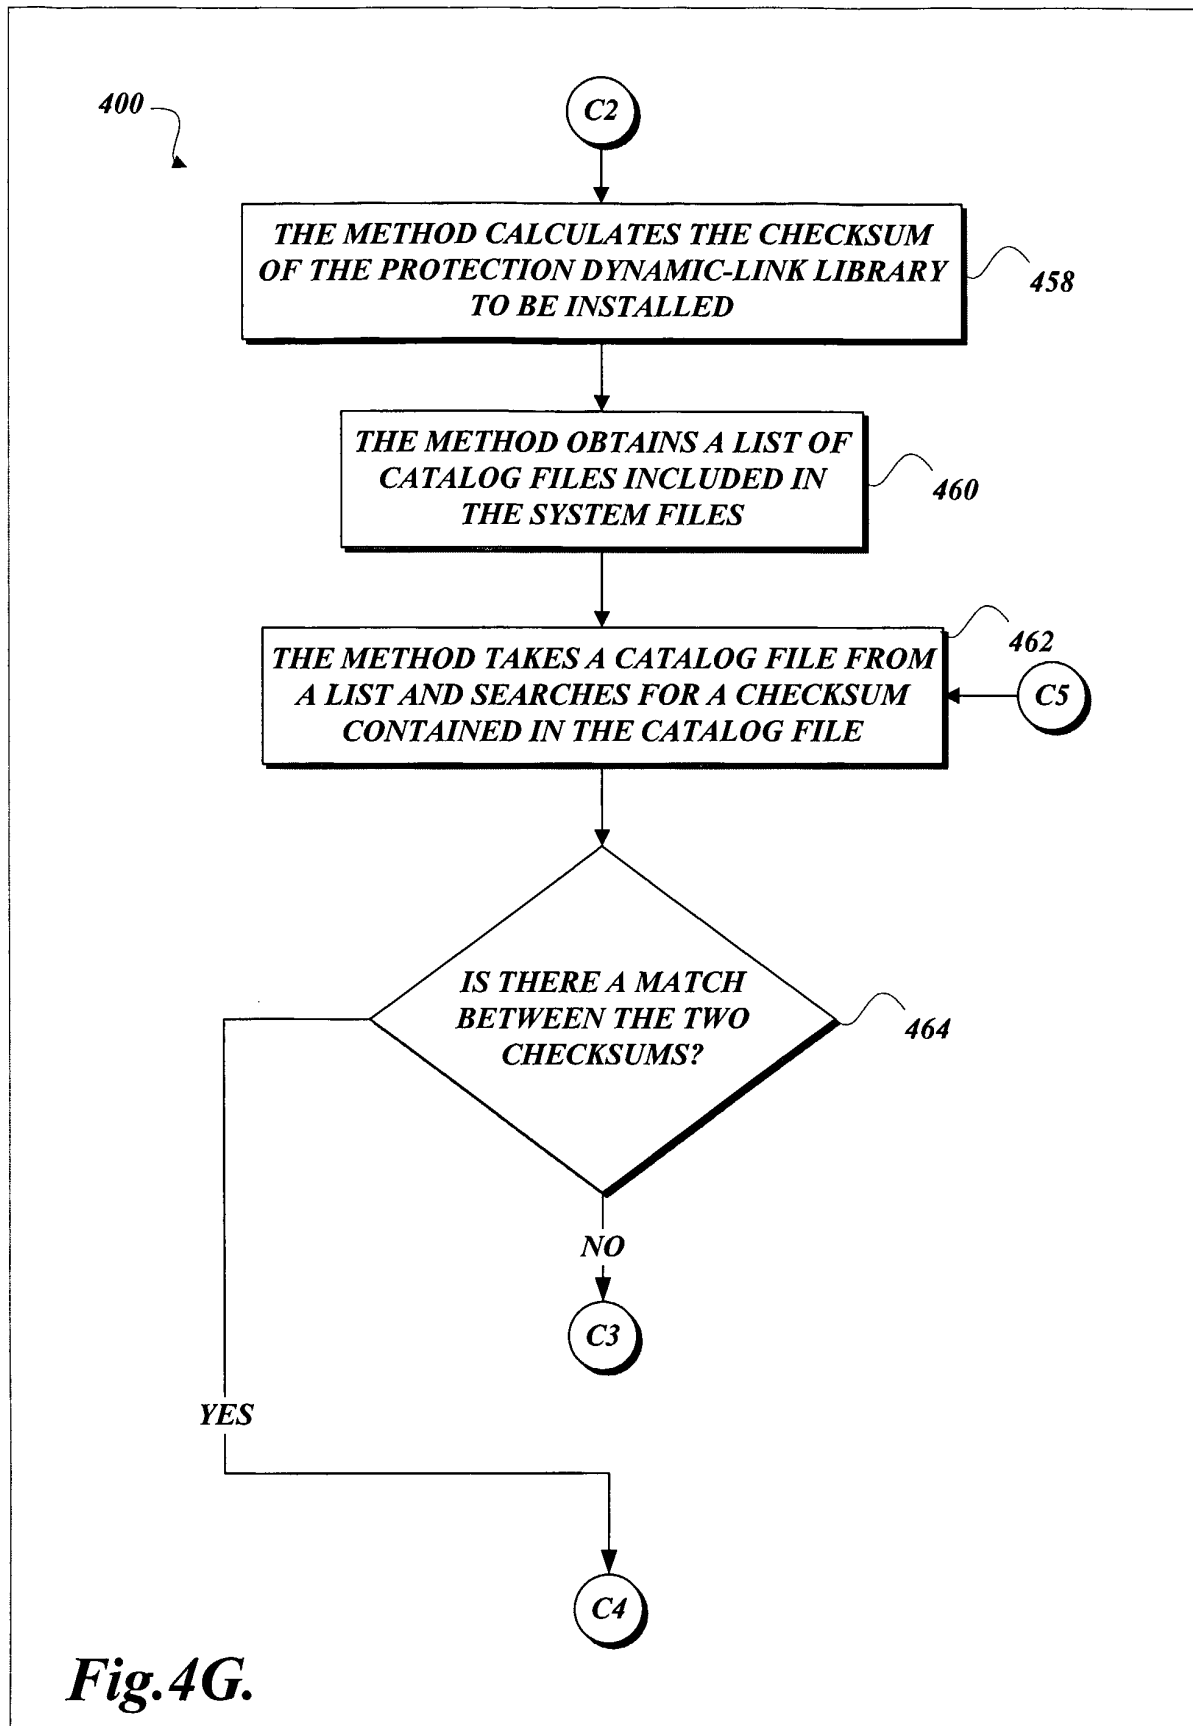 400
C2
THE METHOD CALCULATES THE CHECKSUM
OF THE PROTECTION DYNAMIC-LINK LIBRARY
TO BE INSTALLED
458
THE METHOD OBTAINS A LIST OF
CATALOG FILES INCLUDED IN
THE SYSTEM FILES
460
THE METHOD TAKES A CATALOG FILE FROM
A LIST AND SEARCHES FOR A CHECKSUM
CONTAINED IN THE CATALOG FILE
462
C5
IS THERE A MATCH
BETWEEN THE TWO
CHECKSUMS?
464
NO
C3
YES
C4
Fig.4G.